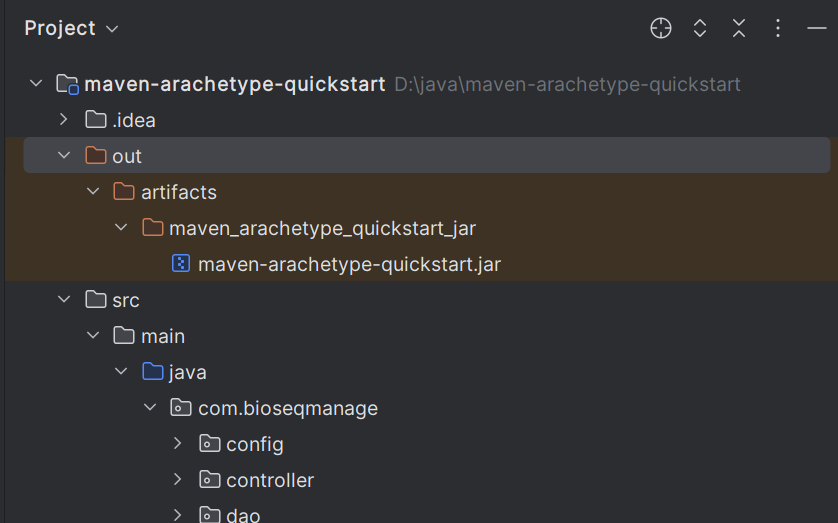 Project
maven-arachetype-quickstart D:\java\maven-arachetype-quickstart
.idea
out
artifacts
maven_arachetype_quickstart_jar
maven-arachetype-quickstart.jar
src
main
java
com.bioseqmanage
config
controller
dao